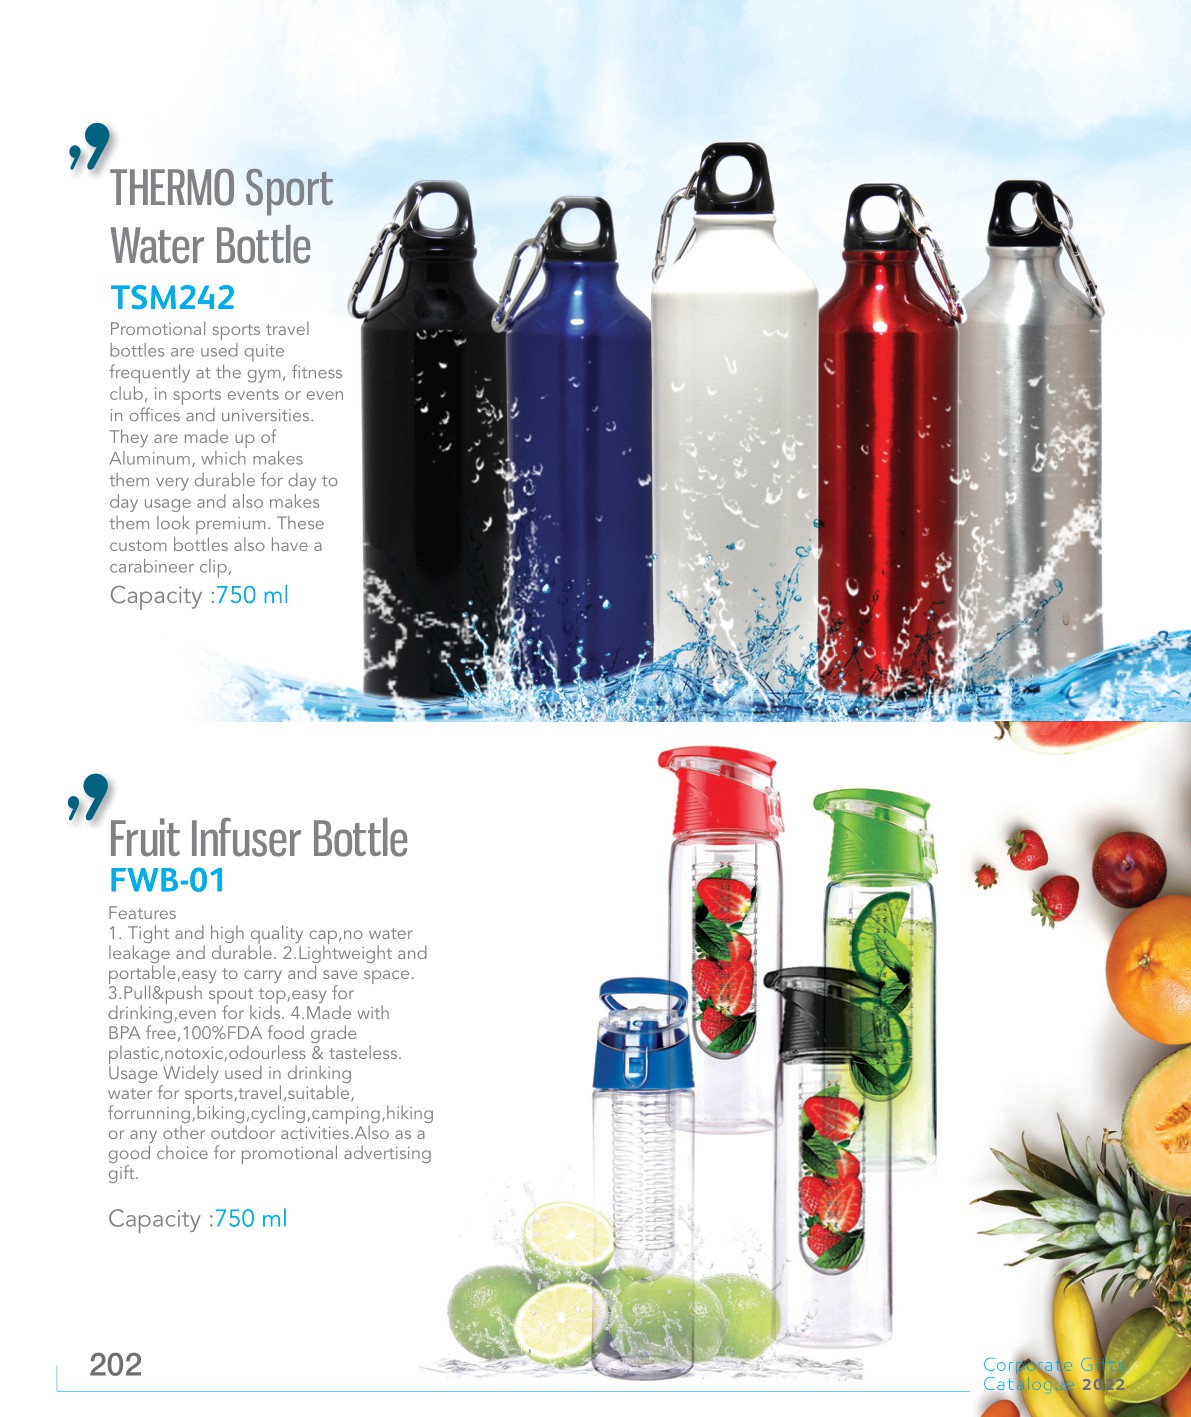 THERMO Sport
Water Bottle
TSM242
Promotional sports travel
bottles are used quite
frequently at the gym, fitness
club, in sports events or even
in offices and universities.
They are made up of
Aluminum, which makes
them very durable for day to
day usage and also makes
them look premium. These
custom bottles also have a
carabineer clip,
Capacity :750 ml
Fruit Infuser Bottle
FWB-01
Features
1. Tight and high quality cap,no water
leakage and durable. 2.Lightweight and
portable,easy to carry and save space.
3.Pull&push spout top,easy for
drinking,even for kids. 4.Made with
BPA free,100%FDA food grade
plastic,notoxic,odourless & tasteless.
Usage Widely used in drinking
water for sports,travel,suitable,
forrunning,biking,cycling,camping,hiking
or any other outdoor activities.Also as a
good choice for promotional advertising
gift.
Capacity :750 ml
202
Corporate Gifts
Catalogue 2022